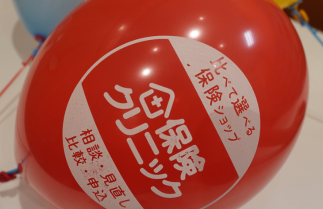 比べて選べる
保険ショップ
保険
クリニック
相談・見直し
比較・申込